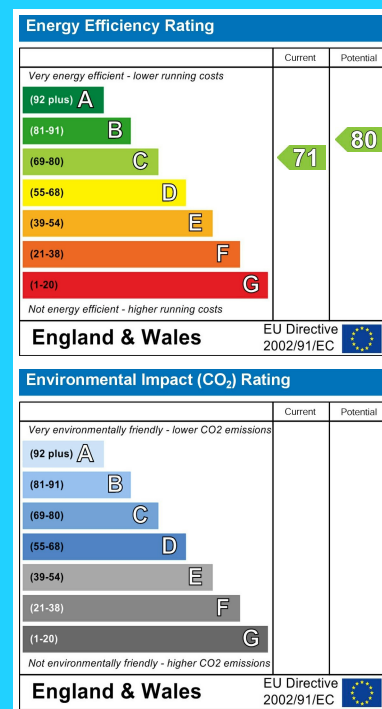 Energy Efficiency Rating
Current Potential
Very energy efficient - lower running costs
(92 plus) A
(81-91) B
(69-80) C
(55-68) D
(39-54) E
(21-38) F
(1-20) G
71
80
Not energy efficient - higher running costs
England & Wales
EU Directive
2002/91/EC
Environmental Impact (CO₂) Rating
Current Potential
Very environmentally friendly - lower CO2 emissions
(92 plus) A
(81-91) B
(69-80) C
(55-68) D
(39-54) E
(21-38) F
(1-20) G
Not environmentally friendly - higher CO2 emissions
England & Wales
EU Directive
2002/91/EC